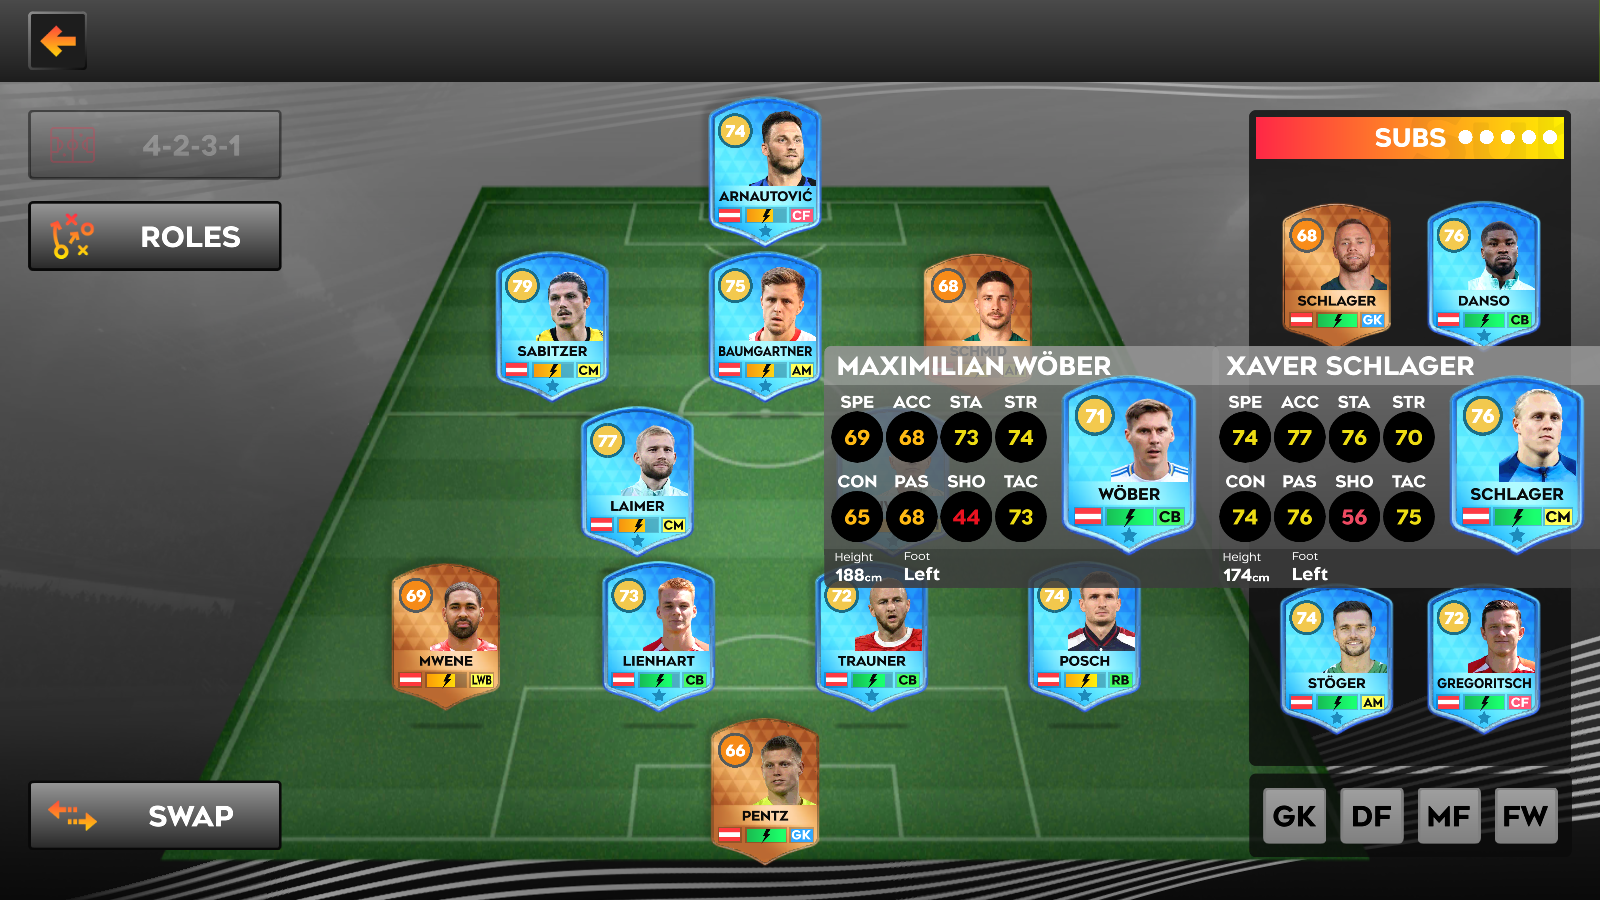 4-2-3-1
ROLES
SWAP
74
ARNAUTOVIĆ
CF
79
SABITZER
CM
75
BAUMGARTNER
AM
68
SCHMID
77
LAIMER
CM
69
MWENE
LWB
73
LIENHART
CB
72
TRAUNER
CB
74
POSCH
RB
66
PENTZ
GK
SUBS
68
SCHLAGER
GK
76
DANSO
CB
MAXIMILIAN WÖBER
SPE ACC STA STR
69 68 73 74
CON PAS SHO TAC
65 68 44 73
Height Foot
188cm Left
71
WÖBER
CB
XAVER SCHLAGER
SPE ACC STA STR
74 77 76 70
CON PAS SHO TAC
74 76 56 75
Height Foot
174cm Left
76
SCHLAGER
CM
74
STÖGER
AM
72
GREGORITSCH
CF
GK DF MF FW